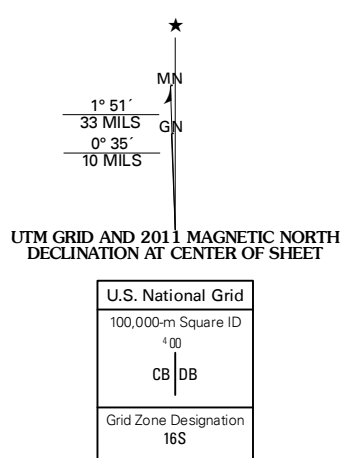 ★
MN
1° 51´
33 MILS
GN
0° 35´
10 MILS
UTM GRID AND 2011 MAGNETIC NORTH
DECLINATION AT CENTER OF SHEET
U.S. National Grid
100,000-m Square ID
⁴00
CB DB
Grid Zone Designation
16S